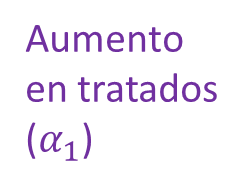 Aumento
en tratados
(α₁)